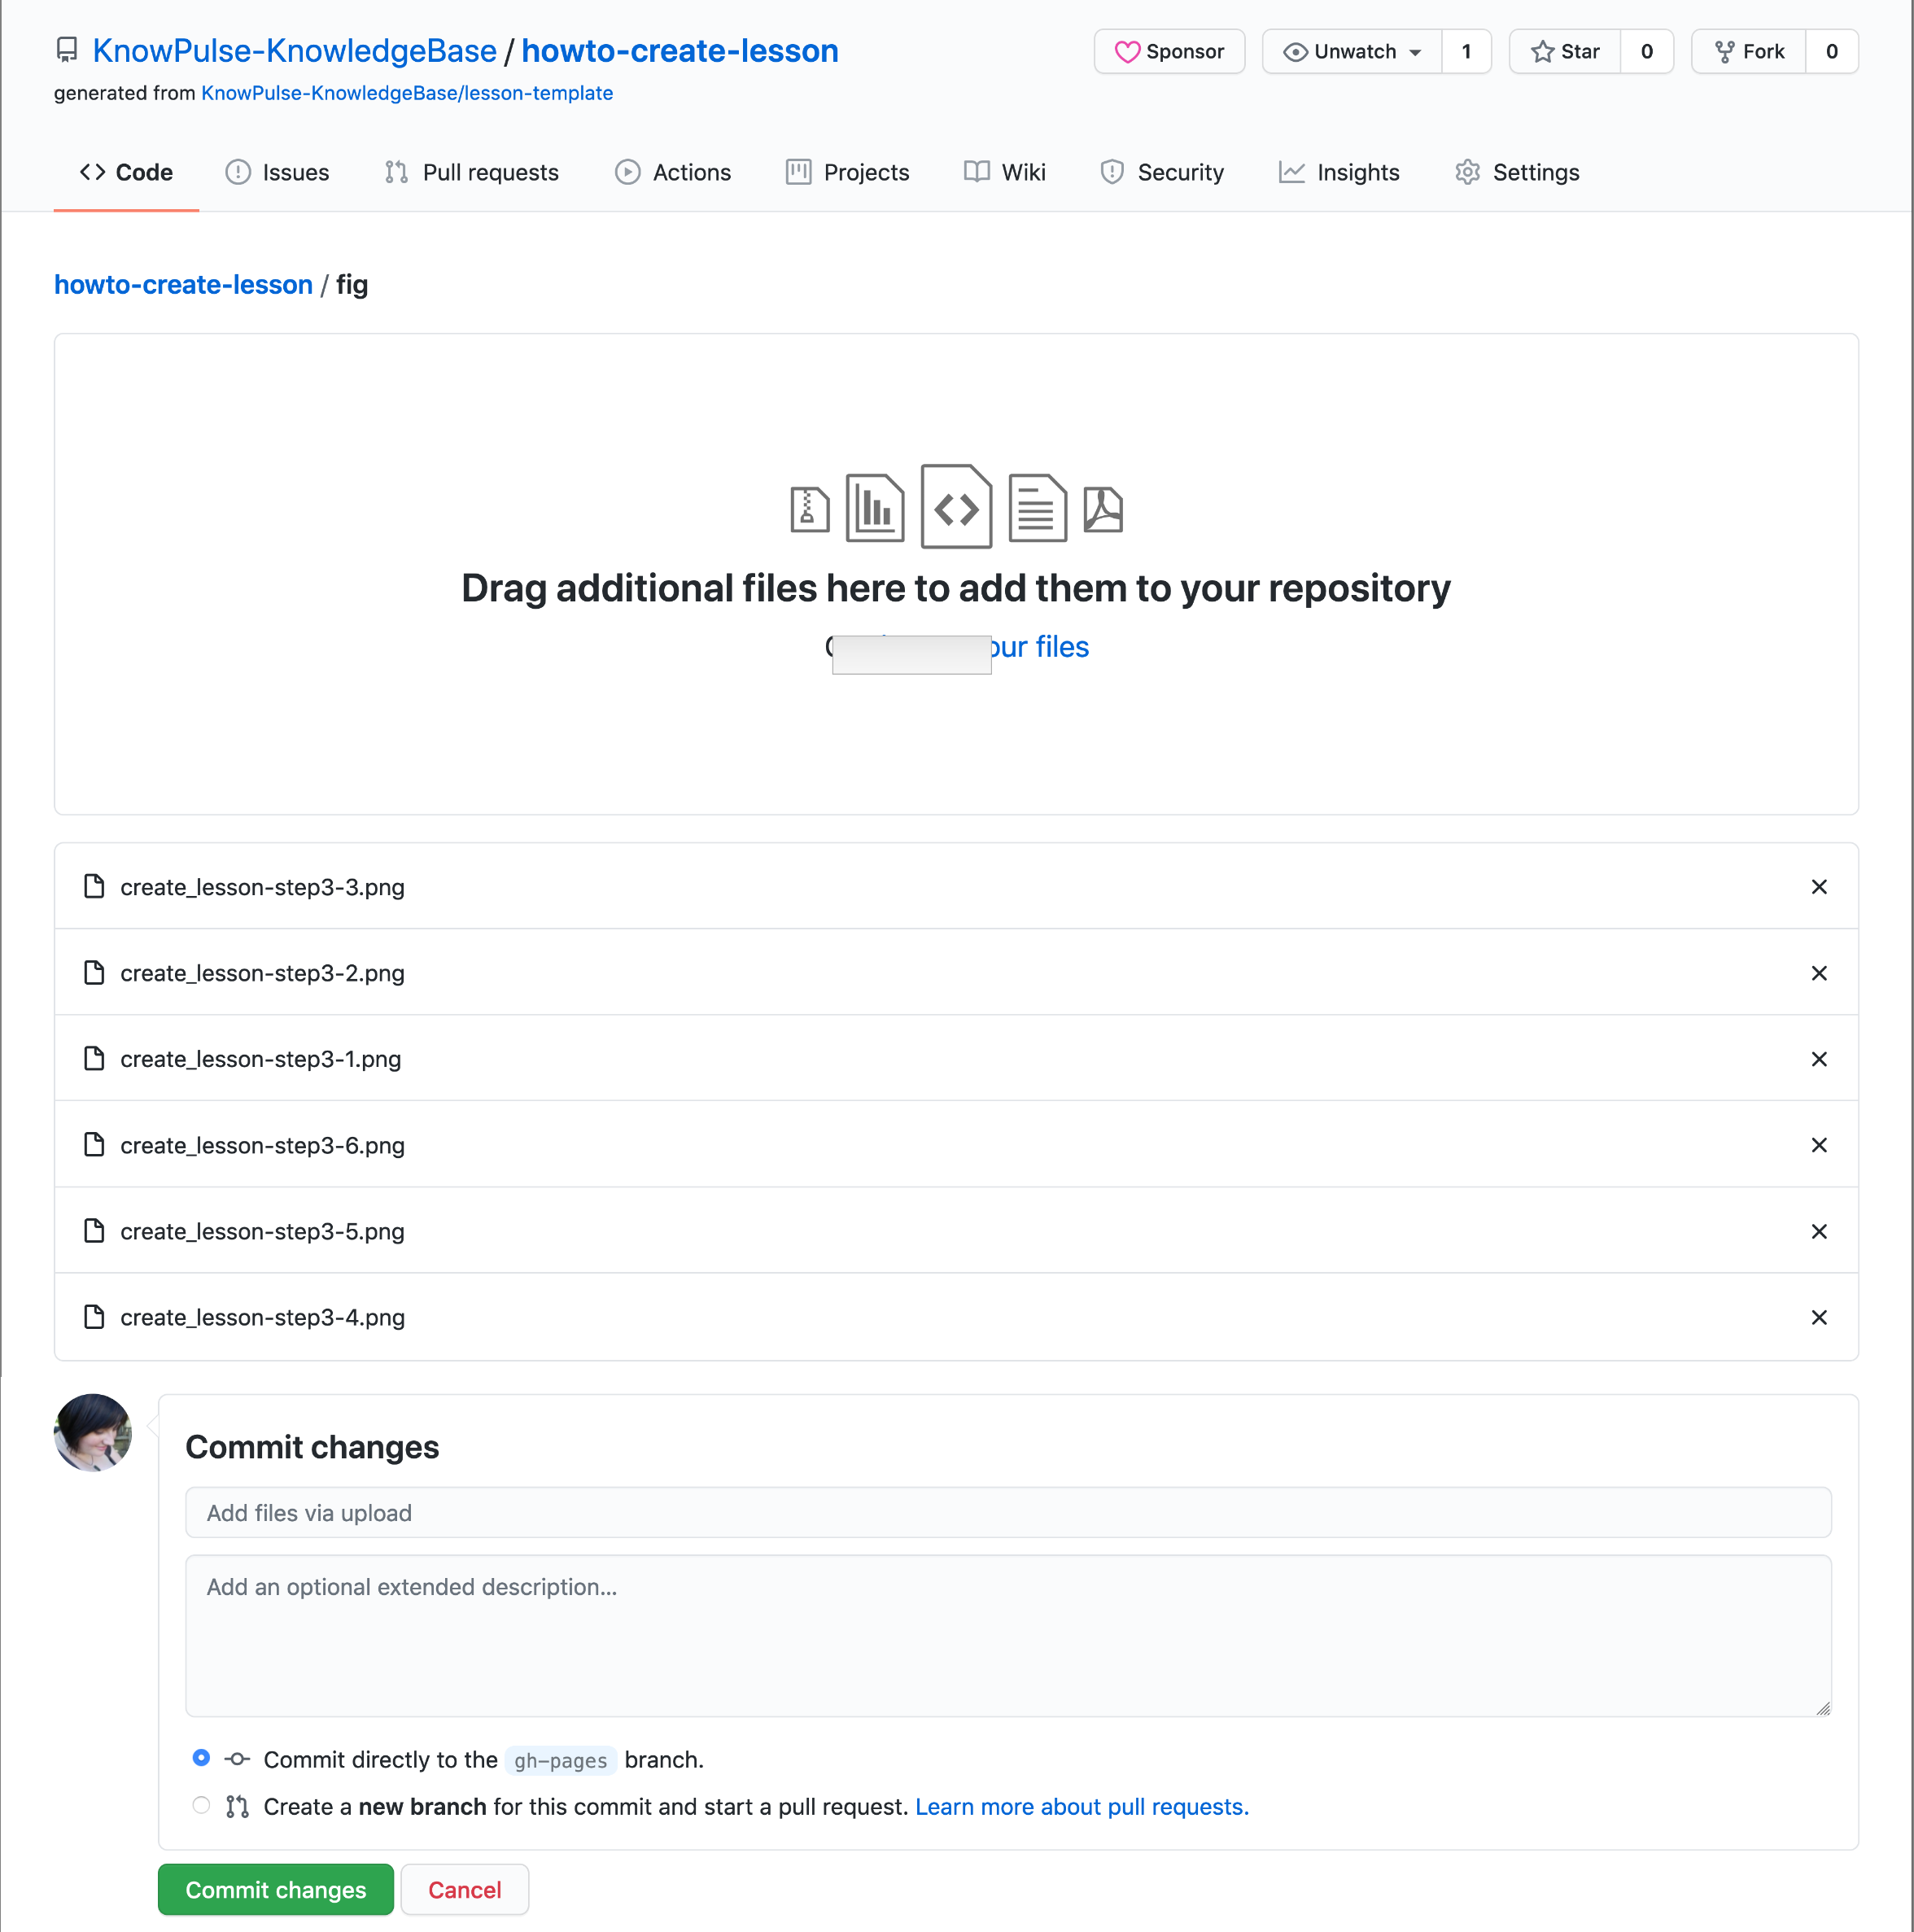 KnowPulse-KnowledgeBase / howto-create-lesson
Sponsor
Unwatch 1
Star 0
Fork 0
generated from KnowPulse-KnowledgeBase/lesson-template
Code Issues Pull requests Actions Projects Wiki Security Insights Settings
howto-create-lesson / fig
Drag additional files here to add them to your repository
files
create_lesson-step3-3.png
create_lesson-step3-2.png
create_lesson-step3-1.png
create_lesson-step3-6.png
create_lesson-step3-5.png
create_lesson-step3-4.png
Commit changes
Add files via upload
Add an optional extended description...
Commit directly to the gh-pages branch.
Create a new branch for this commit and start a pull request. Learn more about pull requests.
Commit changes Cancel